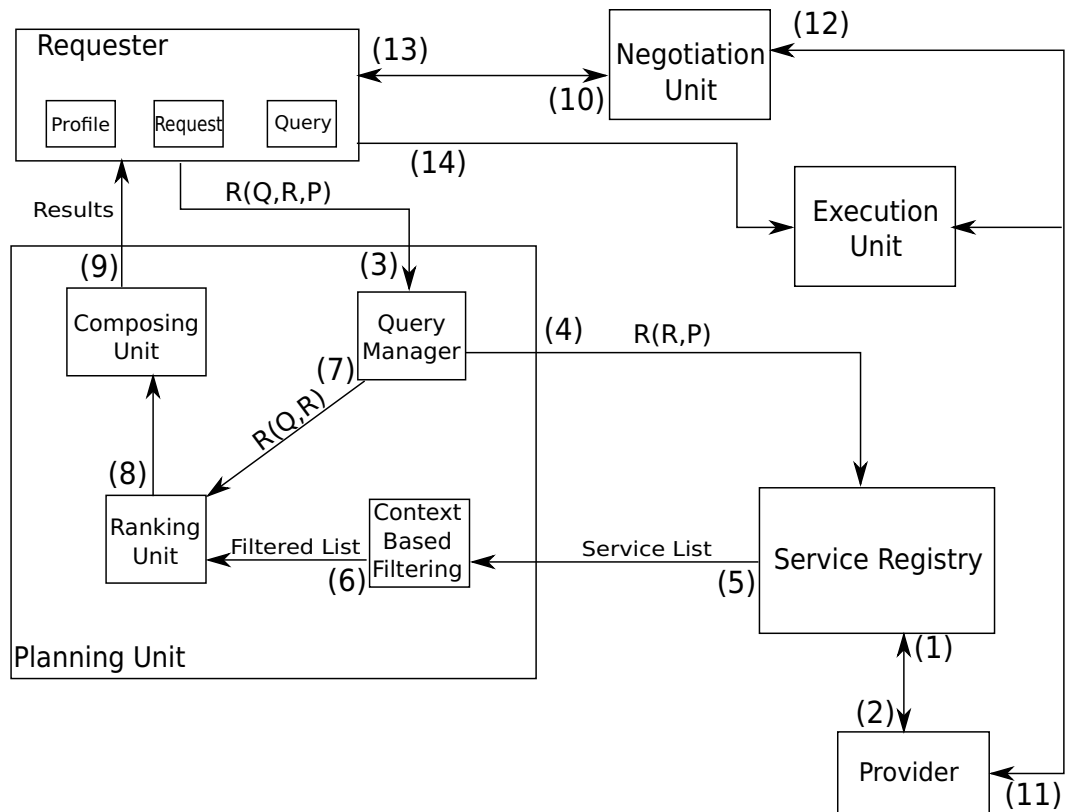 Requester
Profile
Request
Query
(13)
(10)
Negotiation
Unit
(12)
(14)
Execution
Unit
Results
R(Q,R,P)
(9)
(3)
Composing
Unit
Query
Manager
(4)
R(R,P)
(7)
R(Q,R)
(8)
Ranking
Unit
Filtered List
(6)
Context
Based
Filtering
Service List
(5)
Service Registry
Planning Unit
(1)
(2)
Provider
(11)